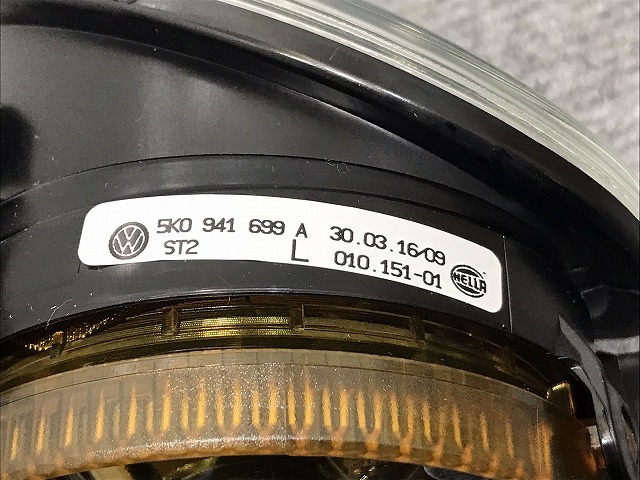 5K0 941 699 A 30.03.16/09
ST2 L 010.151-01 HELLA